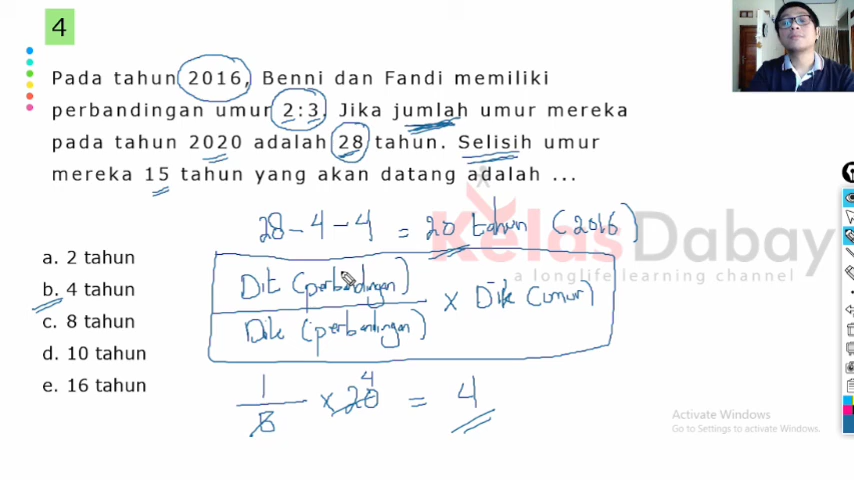 4
Pada tahun 2016, Benni dan Fandi memiliki
perbandingan umur 2:3. Jika jumlah umur mereka
pada tahun 2020 adalah 28 tahun. Selisih umur
mereka 15 tahun yang akan datang adalah ...
28 - 4 - 4 = 20 tahun (2016)
KelasDabay
a longlife learning channel
a. 2 tahun
b. 4 tahun
c. 8 tahun
d. 10 tahun
e. 16 tahun
Dit (perbandingan)
Dik (perbandingan)
x Dik (umur)
1
5
x 20
4
= 4
Activate Windows
Go to Settings to activate Windows.